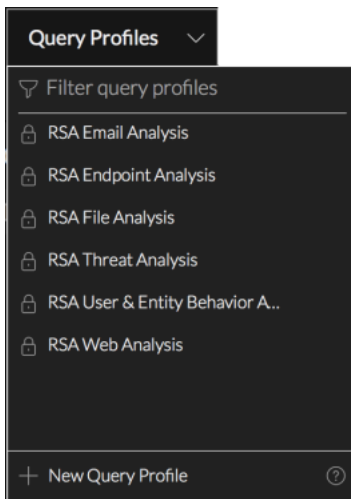 Query Profiles
Filter query profiles
RSA Email Analysis
RSA Endpoint Analysis
RSA File Analysis
RSA Threat Analysis
RSA User & Entity Behavior A...
RSA Web Analysis
New Query Profile